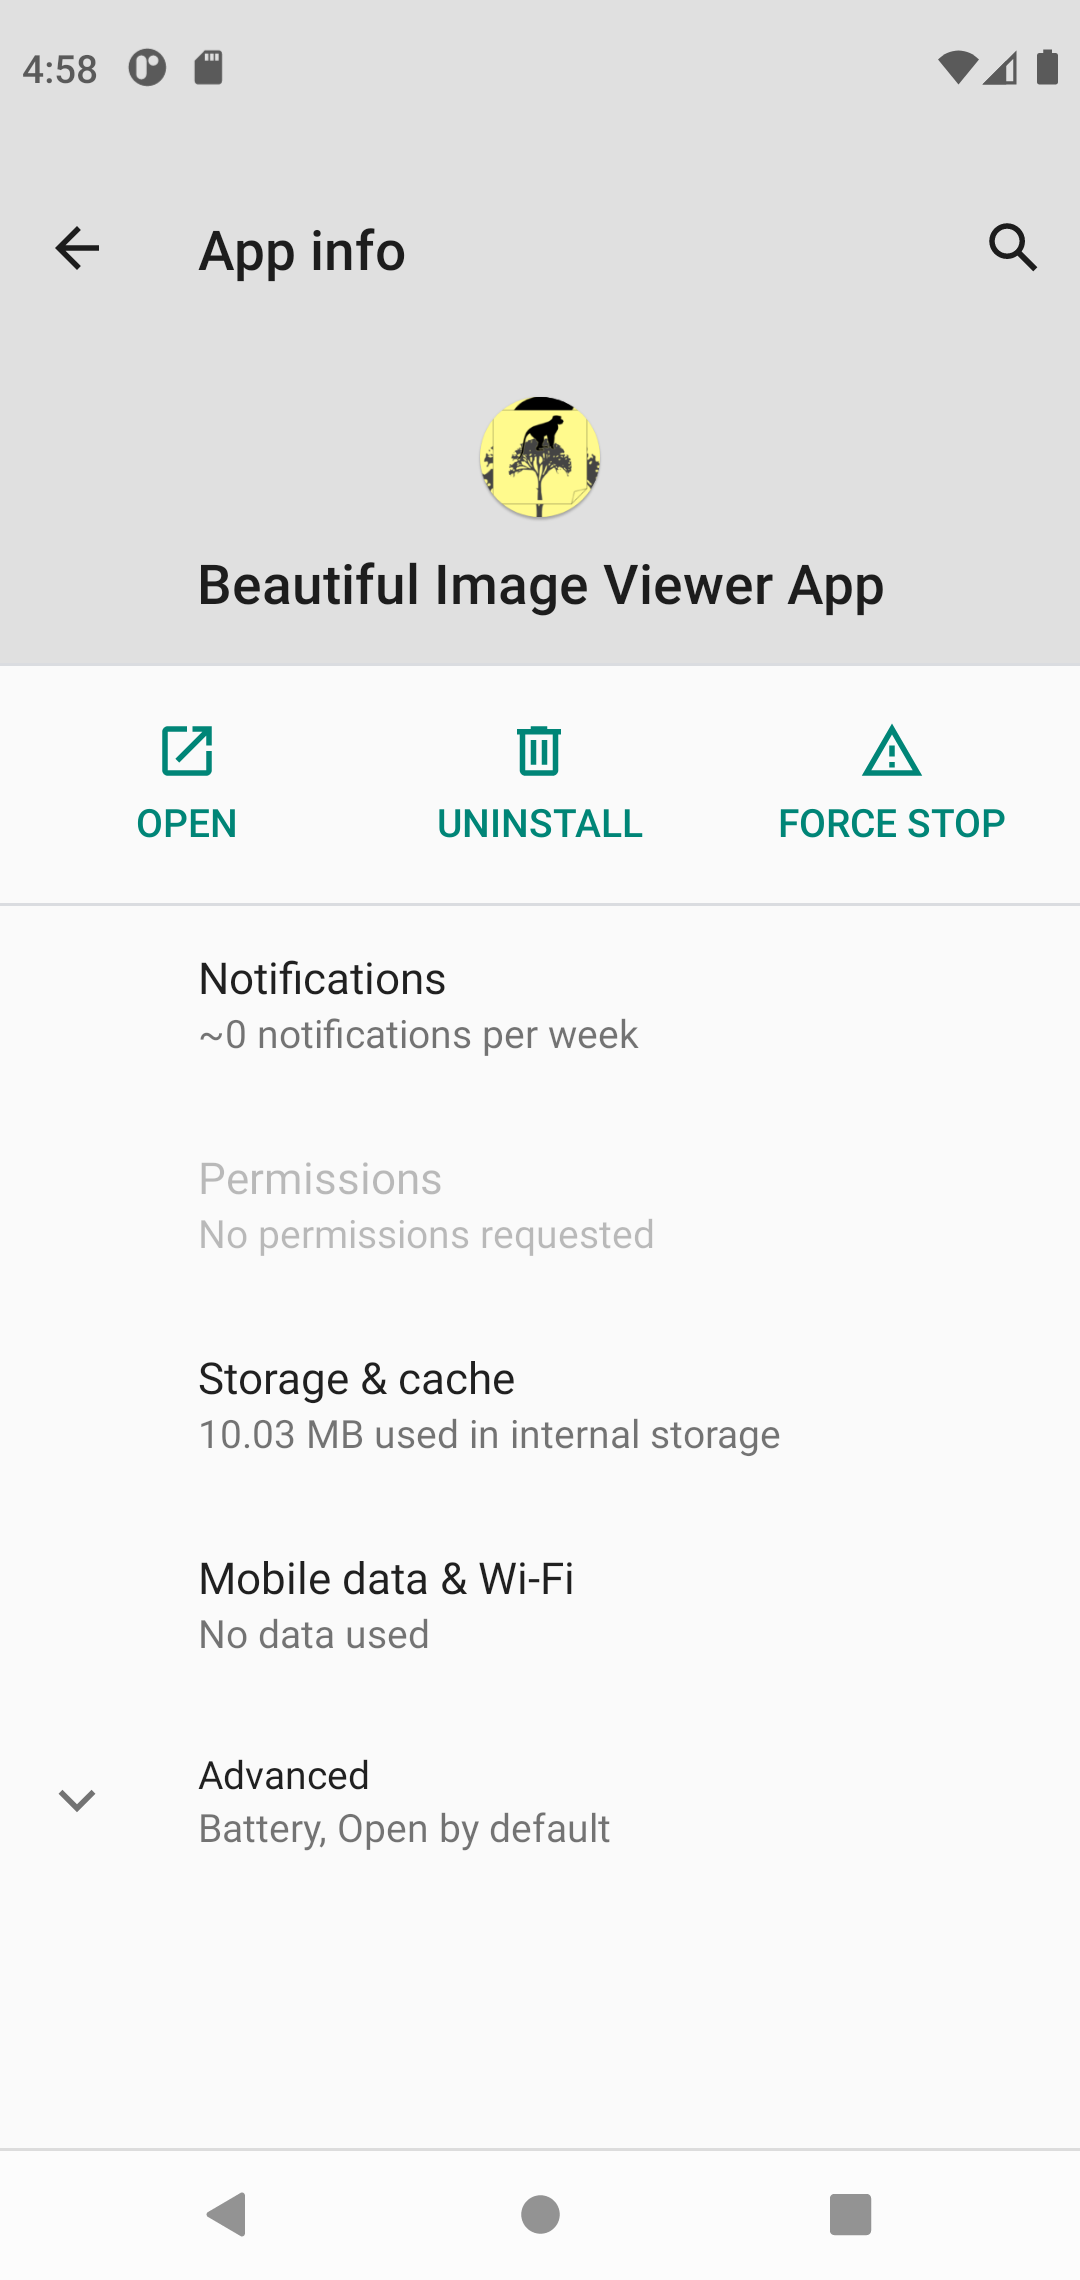 4:58
App info
Beautiful Image Viewer App
OPEN
UNINSTALL
FORCE STOP
Notifications
~0 notifications per week
Permissions
No permissions requested
Storage & cache
10.03 MB used in internal storage
Mobile data & Wi-Fi
No data used
Advanced
Battery, Open by default